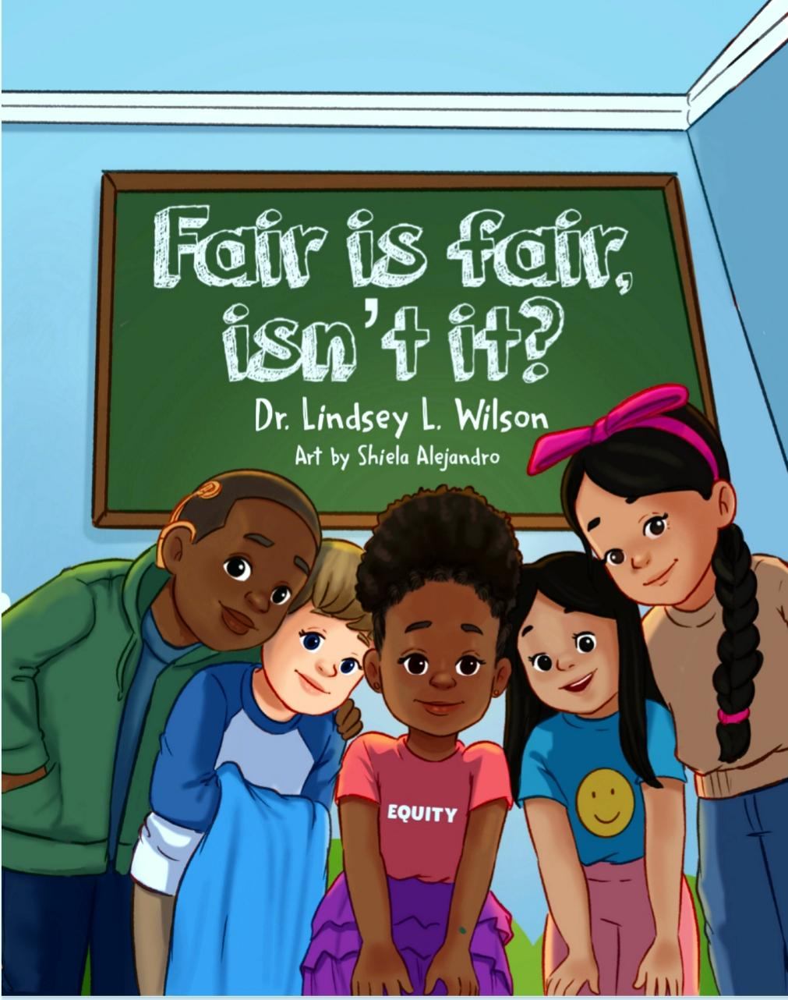 Fair is fair,
isn't it?
Dr. Lindsey L. Wilson
Art by Shiela Alejandro
EQUITY